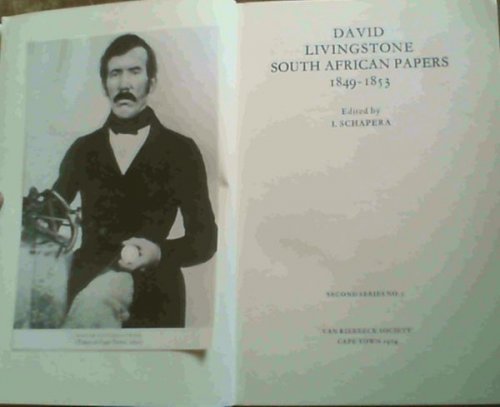 DAVID
LIVINGSTONE
SOUTH AFRICAN PAPERS
1849-1853
Edited by
I. SCHAPERA
SECOND SERIES NO. 5
VAN RIEBEECK SOCIETY
CAPE TOWN 1974